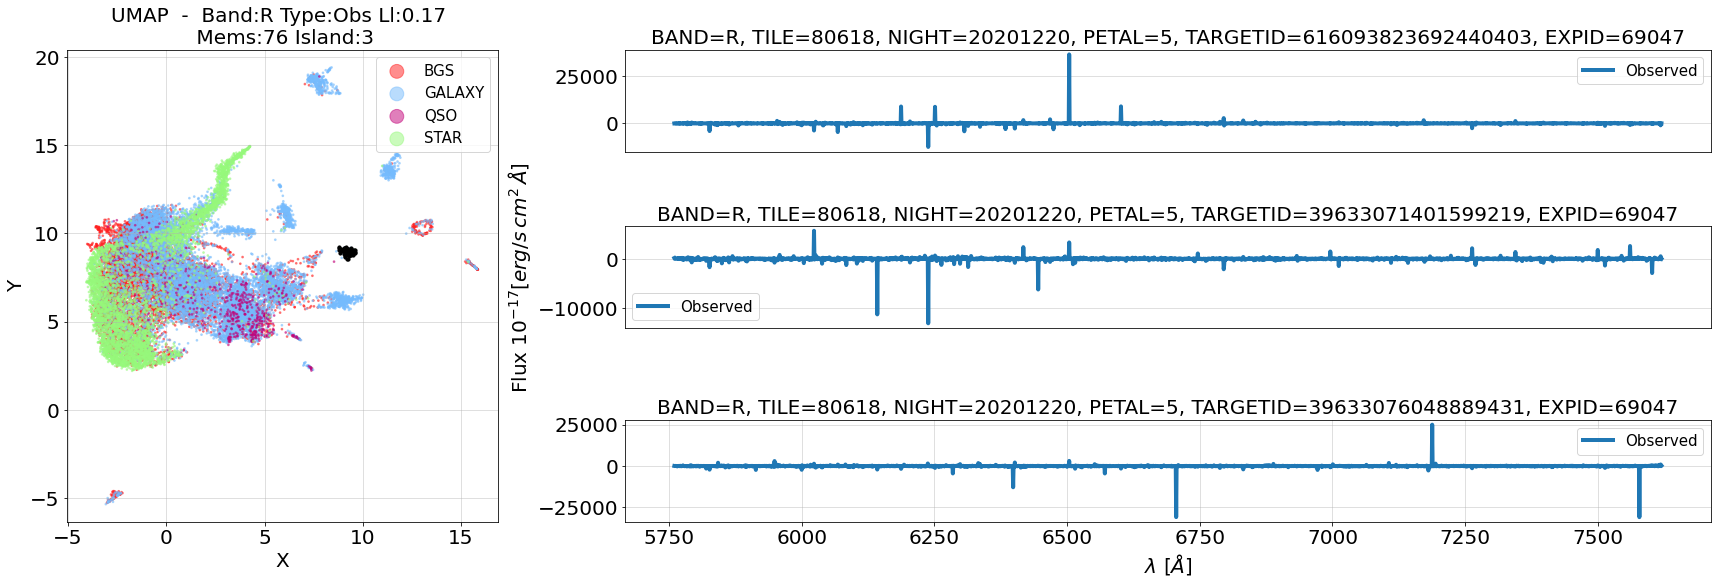 UMAP - Band:R Type:Obs Ll:0.17
Mems:76 Island:3
BGS
GALAXY
QSO
STAR
20
15
10
5
0
−5
Y
−5
0
5
10
15
X
Flux 10−17[erg/s cm2 Å]
BAND=R, TILE=80618, NIGHT=20201220, PETAL=5, TARGETID=616093823692440403, EXPID=69047
25000
0
Observed
BAND=R, TILE=80618, NIGHT=20201220, PETAL=5, TARGETID=39633071401599219, EXPID=69047
0
−10000
Observed
BAND=R, TILE=80618, NIGHT=20201220, PETAL=5, TARGETID=39633076048889431, EXPID=69047
25000
0
−25000
Observed
5750
6000
6250
6500
6750
7000
7250
7500
λ [Å]